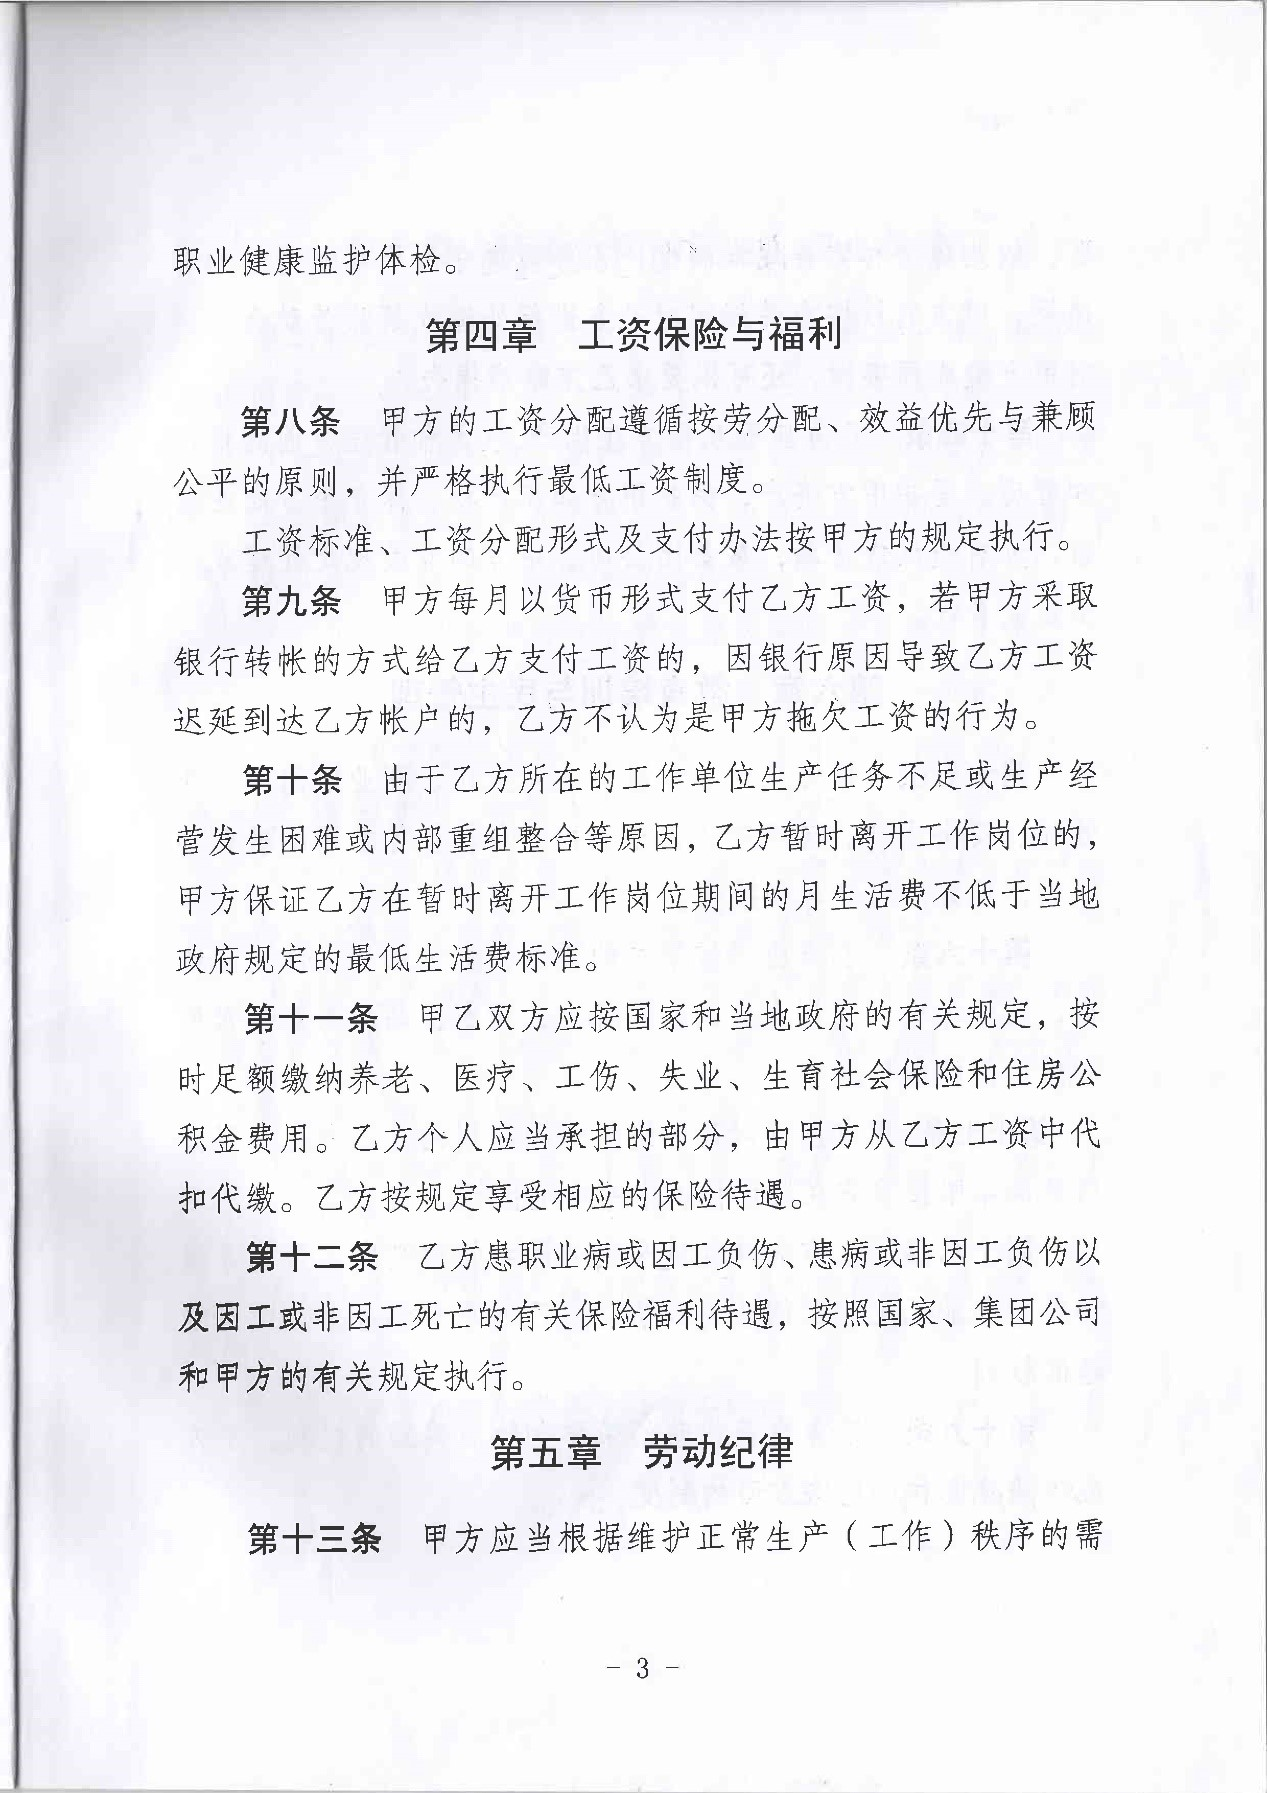 职业健康监护体检。
第四章　工资保险与福利
第八条　甲方的工资分配遵循按劳分配、效益优先与兼顾
公平的原则，并严格执行最低工资制度。
工资标准、工资分配形式及支付办法按甲方的规定执行。
第九条　甲方每月以货币形式支付乙方工资，若甲方采取
银行转帐的方式给乙方支付工资的，因银行原因导致乙方工资
迟延到达乙方帐户的，乙方不认为是甲方拖欠工资的行为。
第十条　由于乙方所在的工作单位生产任务不足或生产经
营发生困难或内部重组整合等原因，乙方暂时离开工作岗位的，
甲方保证乙方在暂时离开工作岗位期间的月生活费不低于当地
政府规定的最低生活费标准。
第十一条　甲乙双方应按国家和当地政府的有关规定，按
时足额缴纳养老、医疗、工伤、失业、生育社会保险和住房公
积金费用。乙方个人应当承担的部分，由甲方从乙方工资中代
扣代缴。乙方按规定享受相应的保险待遇。
第十二条　乙方患职业病或因工负伤、患病或非因工负伤以
及因工或非因工死亡的有关保险福利待遇，按照国家、集团公司
和甲方的有关规定执行。
第五章　劳动纪律
第十三条　甲方应当根据维护正常生产（工作）秩序的需
- 3 -